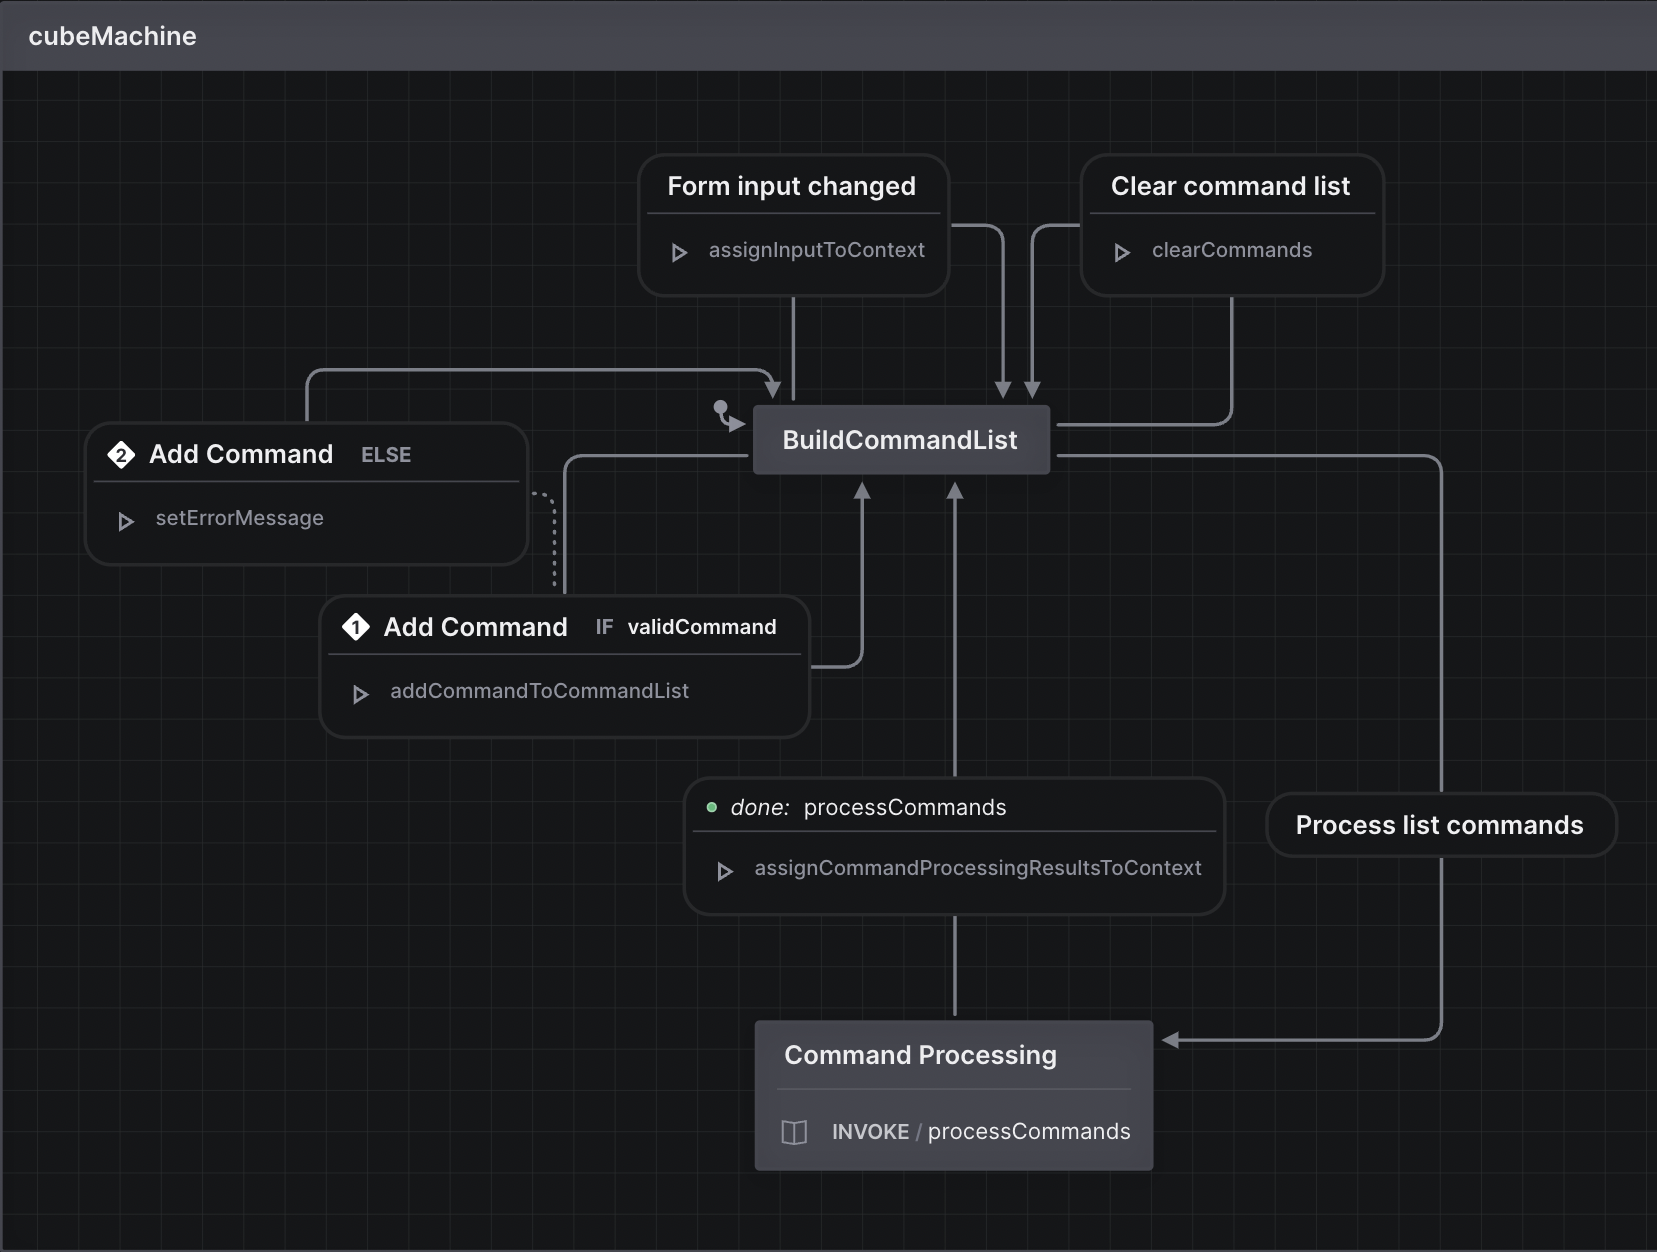 cubeMachine
Form input changed
assignInputToContext
Clear command list
clearCommands
BuildCommandList
2 Add Command ELSE
setErrorMessage
1 Add Command IF validCommand
addCommandToCommandList
done: processCommands
assignCommandProcessingResultsToContext
Process list commands
Command Processing
INVOKE / processCommands